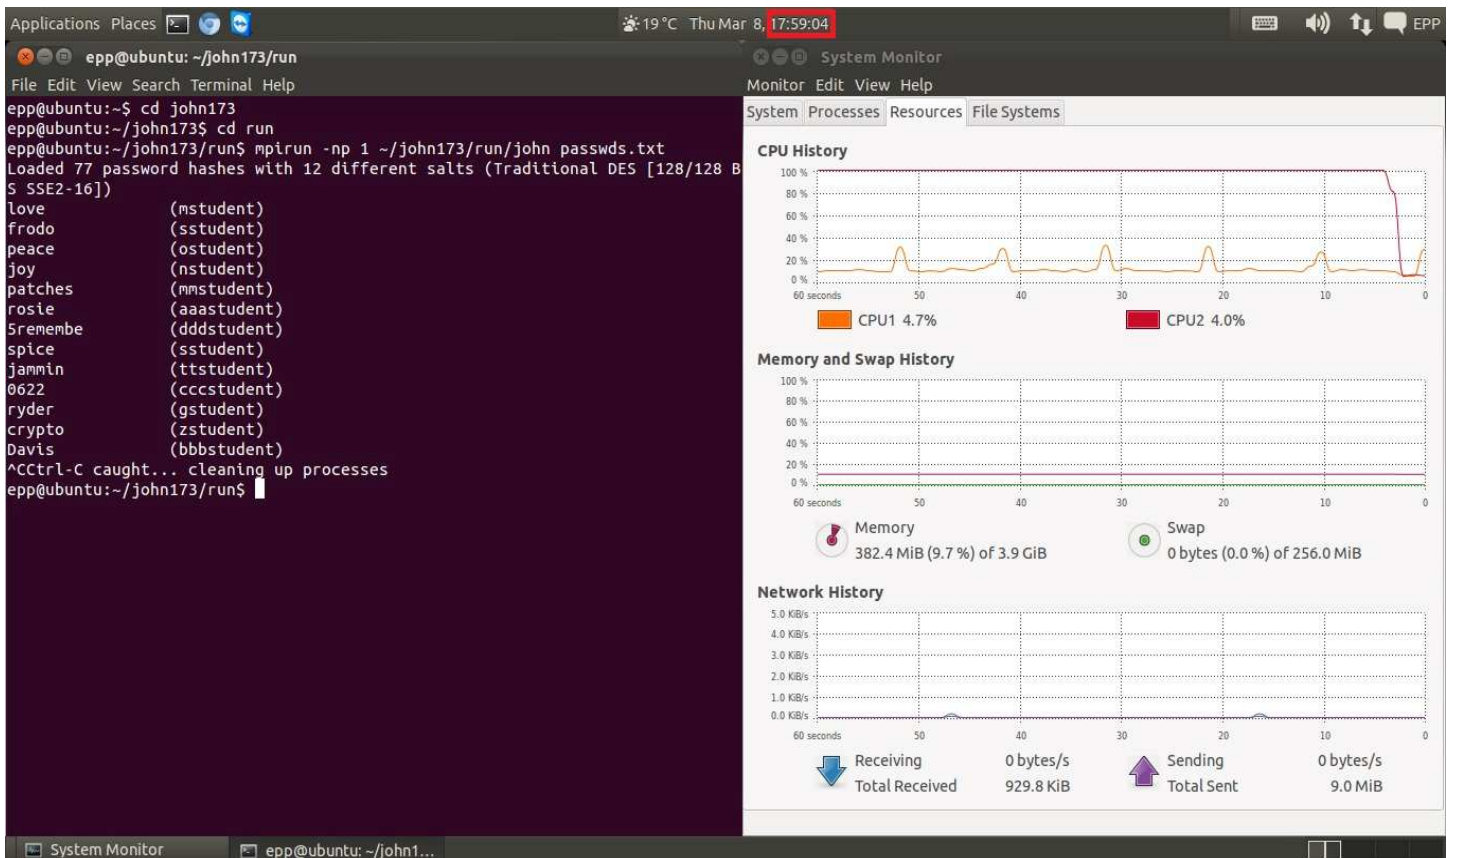 Applications Places 19 °C Thu Mar 8, 17:59:04 EPP
epp@ubuntu: ~/john173/run
File Edit View Search Terminal Help
epp@ubuntu:~$ cd john173
epp@ubuntu:~/john173$ cd run
epp@ubuntu:~/john173/run$ mpirun -np 1 ~/john173/run/john passwds.txt
Loaded 77 password hashes with 12 different salts (Traditional DES [128/128 B
S SSE2-16])
love (mstudent)
frodo (sstudent)
peace (ostudent)
joy (nstudent)
patches (mmstudent)
rosie (aaastudent)
5remembe (dddstudent)
spice (sstudent)
jammin (ttstudent)
0622 (cccstudent)
ryder (gstudent)
crypto (zstudent)
Davis (bbbstudent)
^CCtrl-C caught... cleaning up processes
epp@ubuntu:~/john173/run$
System Monitor
Monitor Edit View Help
System Processes Resources File Systems
CPU History
100 %
80 %
60 %
40 %
20 %
0 %
60 seconds 50 40 30 20 10 0
CPU1 4.7% CPU2 4.0%
Memory and Swap History
100 %
80 %
60 %
40 %
20 %
0 %
60 seconds 50 40 30 20 10 0
Memory Swap
382.4 MiB (9.7 %) of 3.9 GiB 0 bytes (0.0 %) of 256.0 MiB
Network History
5.0 KiB/s
4.0 KiB/s
3.0 KiB/s
2.0 KiB/s
1.0 KiB/s
0.0 KiB/s
60 seconds 50 40 30 20 10 0
Receiving 0 bytes/s Sending 0 bytes/s
Total Received 929.8 KiB Total Sent 9.0 MiB
System Monitor epp@ubuntu: ~/john1...